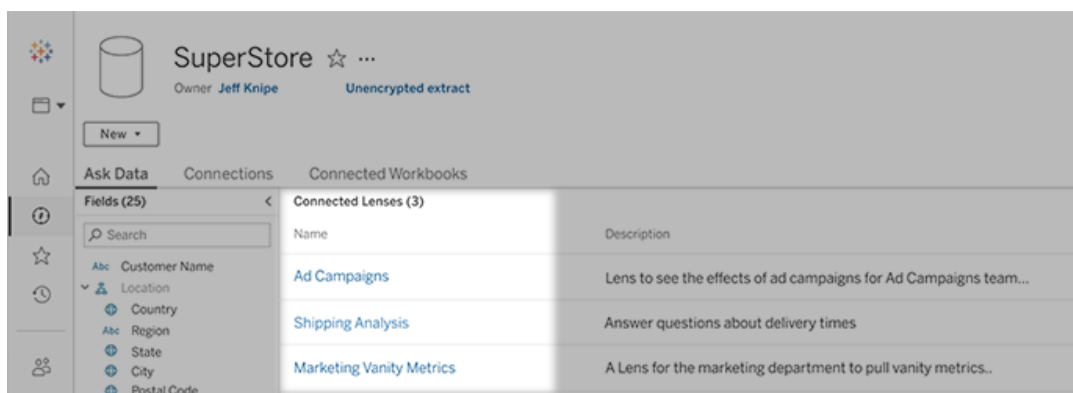 SuperStore ...
Owner Jeff Knipe Unencrypted extract
New
Ask Data Connections Connected Workbooks
Fields (25)
Search
Abc Customer Name
Location
Country
Abc Region
State
City
Postal Code
Connected Lenses (3)
Name Description
Ad Campaigns Lens to see the effects of ad campaigns for Ad Campaigns team...
Shipping Analysis Answer questions about delivery times
Marketing Vanity Metrics A Lens for the marketing department to pull vanity metrics..